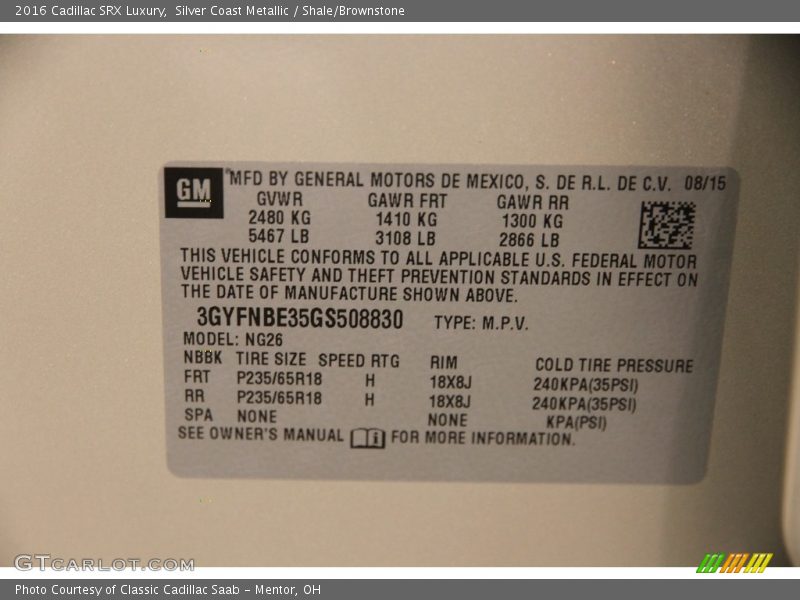 2016 Cadillac SRX Luxury, Silver Coast Metallic / Shale/Brownstone
GM
MFD BY GENERAL MOTORS DE MEXICO, S. DE R.L. DE C.V. 08/15
GVWR GAWR FRT GAWR RR
2480 KG 1410 KG 1300 KG
5467 LB 3108 LB 2866 LB
THIS VEHICLE CONFORMS TO ALL APPLICABLE U.S. FEDERAL MOTOR
VEHICLE SAFETY AND THEFT PREVENTION STANDARDS IN EFFECT ON
THE DATE OF MANUFACTURE SHOWN ABOVE.
3GYFNBE35GS508830 TYPE: M.P.V.
MODEL: NG26
NBBK TIRE SIZE SPEED RTG RIM COLD TIRE PRESSURE
FRT P235/65R18 H 18X8J 240KPA(35PSI)
RR P235/65R18 H 18X8J 240KPA(35PSI)
SPA NONE NONE KPA(PSI)
SEE OWNER'S MANUAL FOR MORE INFORMATION.
GTCARLOT.COM
Photo Courtesy of Classic Cadillac Saab - Mentor, OH